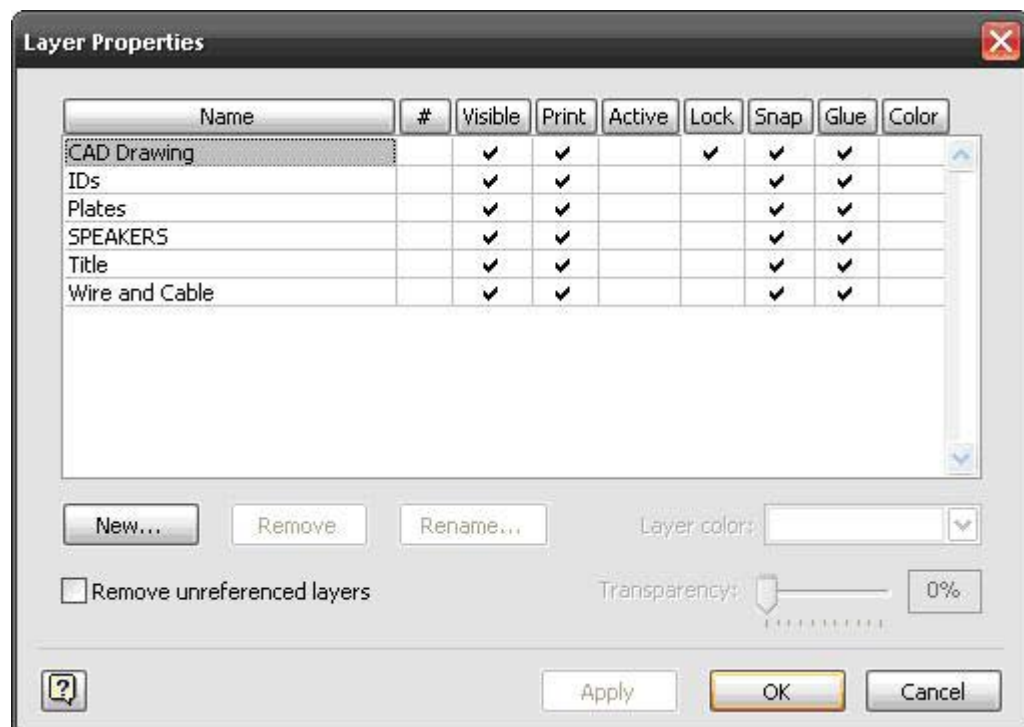 Layer Properties
Name # Visible Print Active Lock Snap Glue Color
CAD Drawing
IDs
Plates
SPEAKERS
Title
Wire and Cable
New... Remove Rename... Layer color:
Remove unreferenced layers Transparency: 0%
? Apply OK Cancel